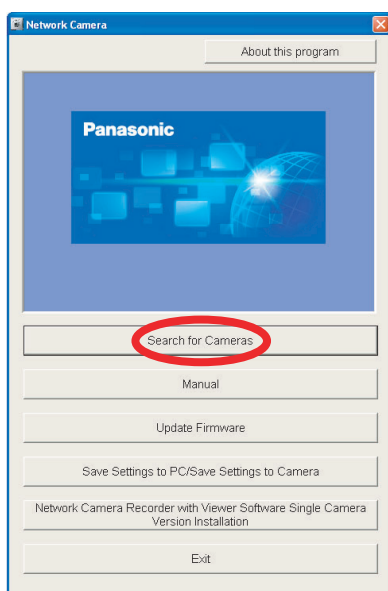 Network Camera
About this program
Panasonic
Search for Cameras
Manual
Update Firmware
Save Settings to PC/Save Settings to Camera
Network Camera Recorder with Viewer Software Single Camera
Version Installation
Exit